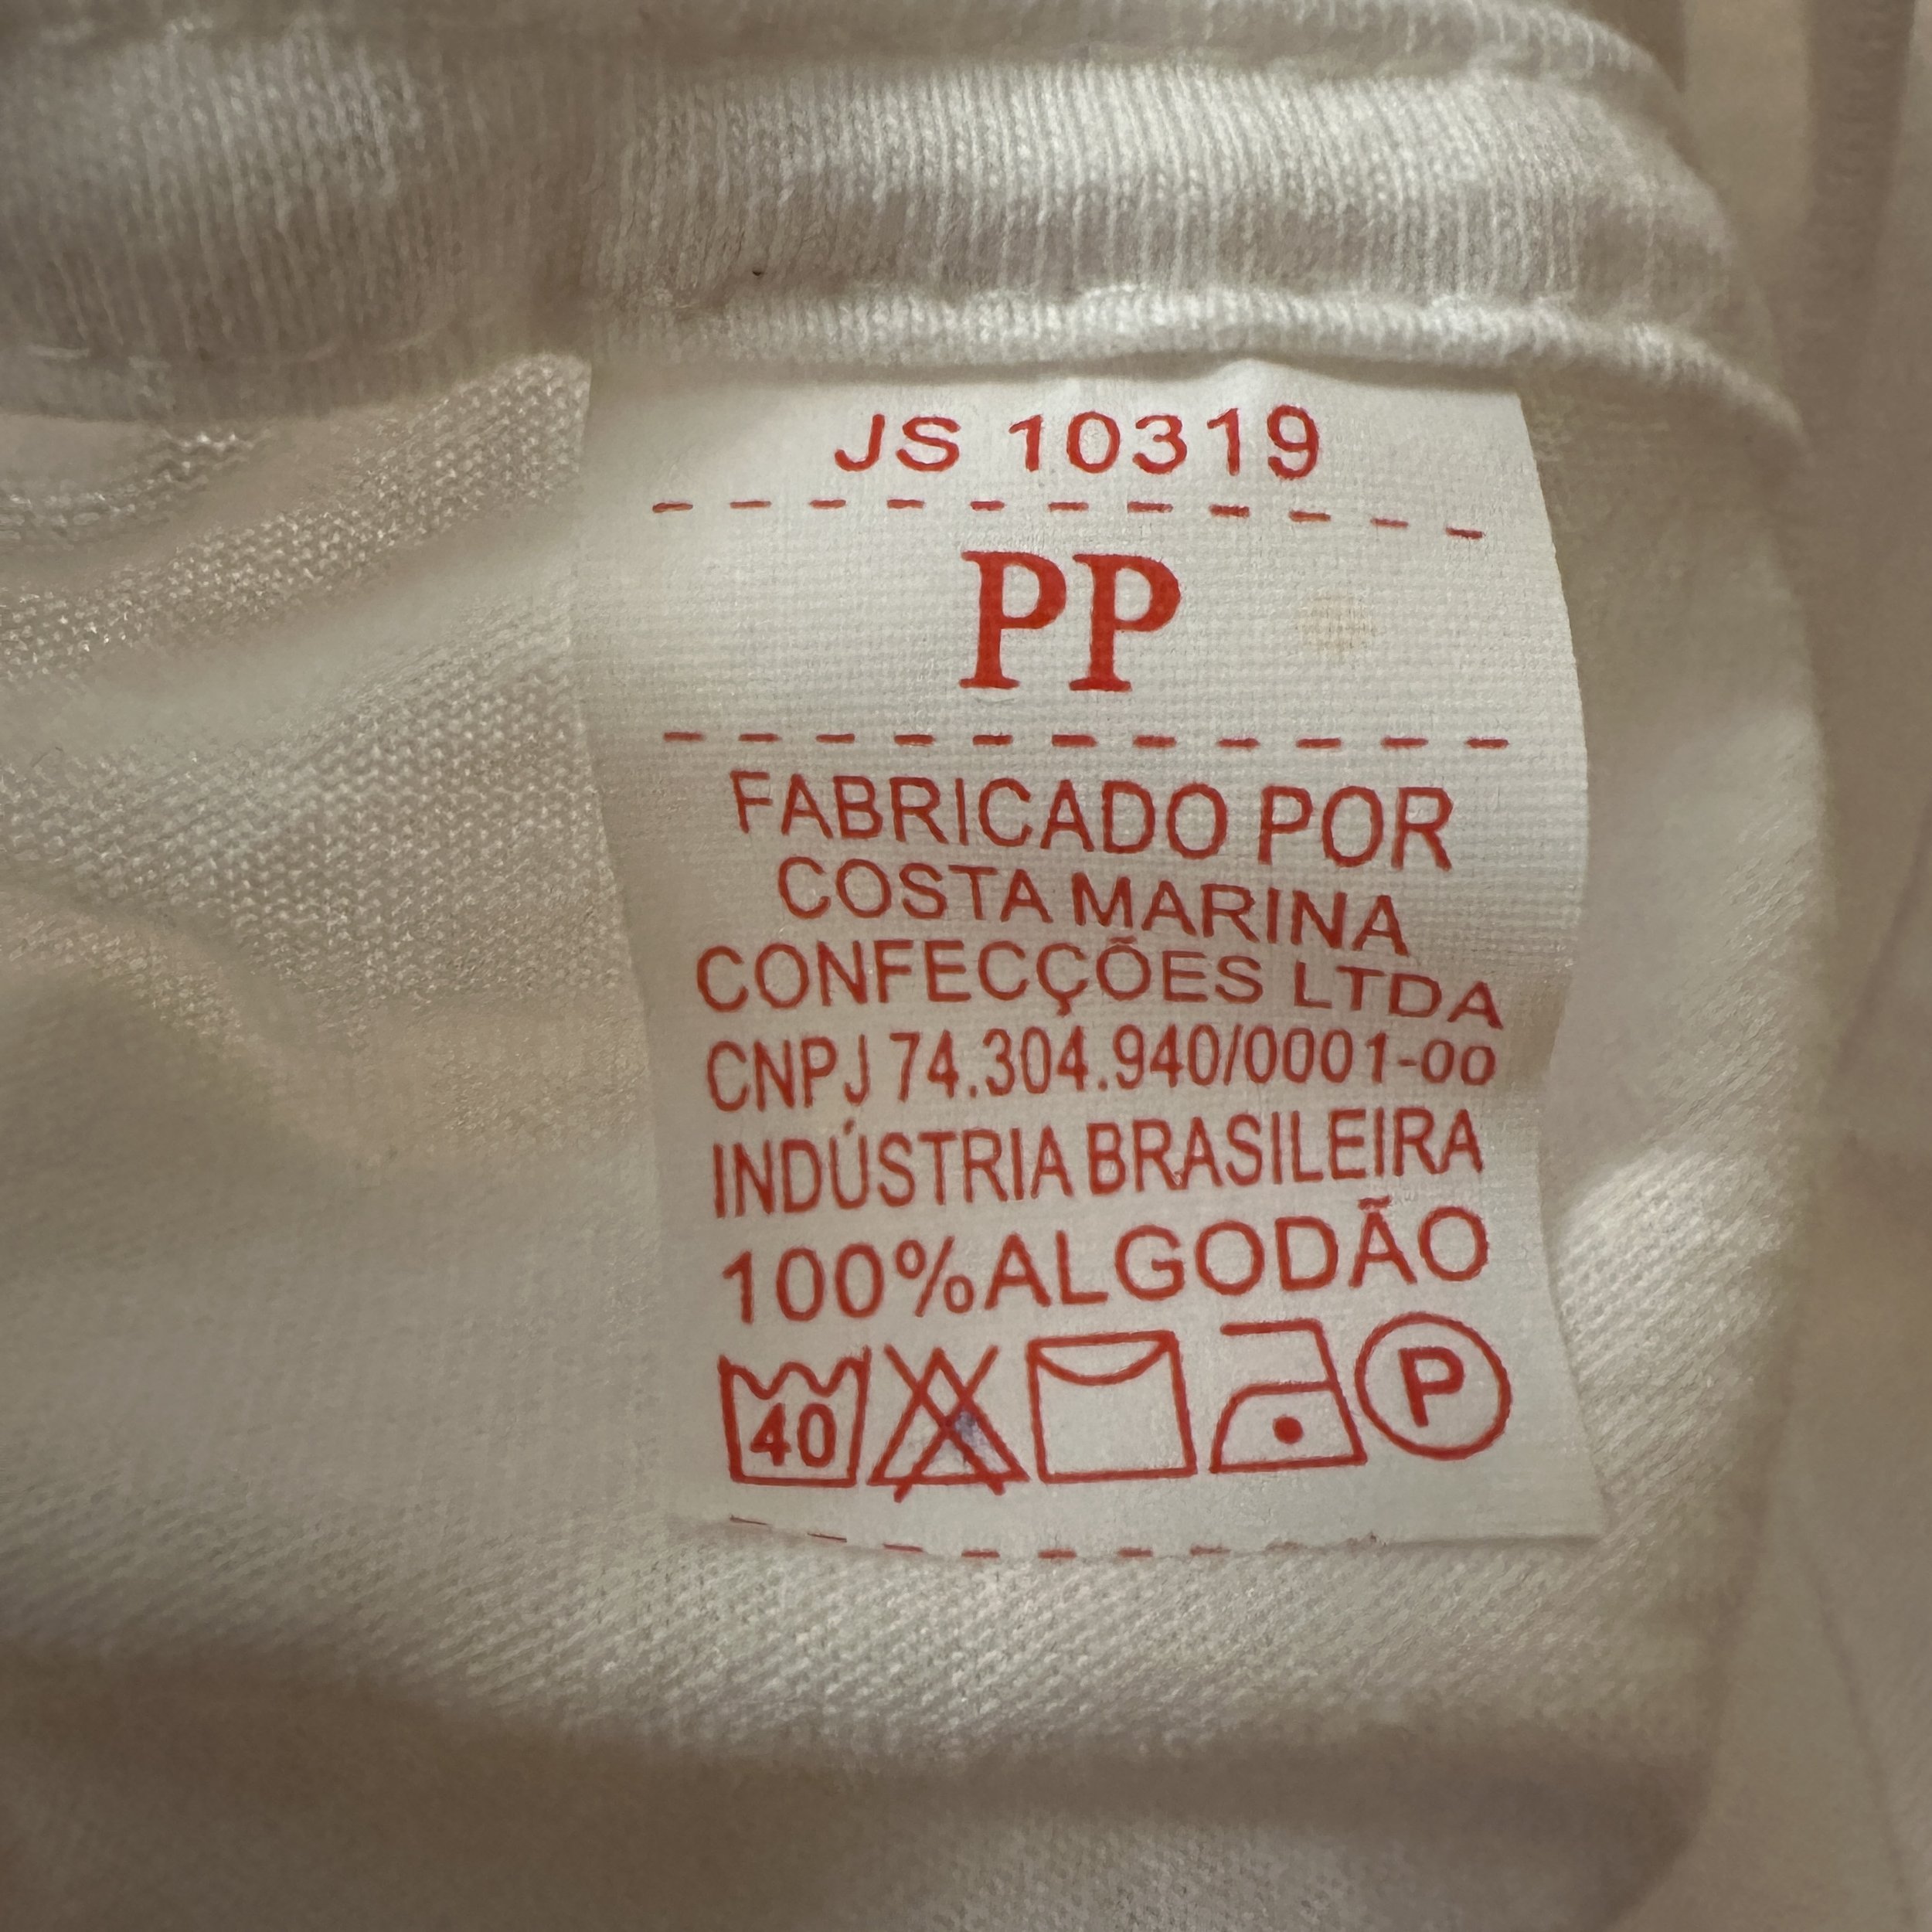 JS 10319
PP
FABRICADO POR
COSTA MARINA
CONFECÇÕES LTDA
CNPJ 74.304.940/0001-00
INDÚSTRIA BRASILEIRA
100% ALGODÃO
40 P